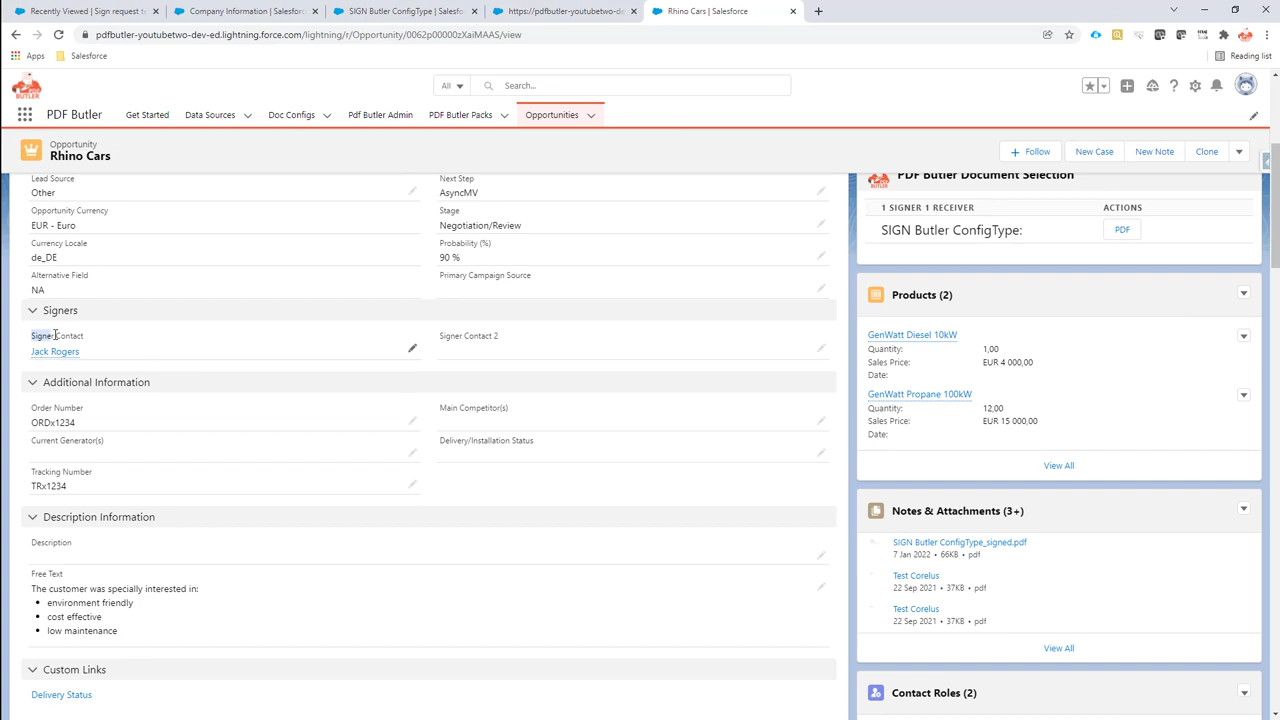 Recently Viewed | Sign request t
Company Information | Salesforc
SIGN Butler ConfigType | Salesfo
https://pdfbutler-youtubetwo-de
Rhino Cars | Salesforce
pdfbutler-youtubetwo-dev-ed.lightning.force.com/lightning/r/Opportunity/0062p00000zXaiMAAS/view
Apps
Salesforce
Reading list
PDF
BUTLER
All
Search...
PDF Butler
Get Started
Data Sources
Doc Configs
Pdf Butler Admin
PDF Butler Packs
Opportunities
Opportunity
Rhino Cars
Follow
New Case
New Note
Clone
Lead Source
Other
Next Step
AsyncMV
Opportunity Currency
EUR - Euro
Stage
Negotiation/Review
Currency Locale
de_DE
Probability (%)
90 %
Alternative Field
NA
Primary Campaign Source
Signers
Signer Contact
Jack Rogers
Signer Contact 2
Additional Information
Order Number
ORDx1234
Main Competitor(s)
Current Generator(s)
Delivery/Installation Status
Tracking Number
TRx1234
Description Information
Description
Free Text
The customer was specially interested in:
environment friendly
cost effective
low maintenance
Custom Links
Delivery Status
PDF Butler Document Selection
1 SIGNER 1 RECEIVER
ACTIONS
SIGN Butler ConfigType:
PDF
Products (2)
GenWatt Diesel 10kW
Quantity: 1,00
Sales Price: EUR 4 000,00
Date:
GenWatt Propane 100kW
Quantity: 12,00
Sales Price: EUR 15 000,00
Date:
View All
Notes & Attachments (3+)
SIGN Butler ConfigType_signed.pdf
7 Jan 2022 • 66KB • pdf
Test Corelus
22 Sep 2021 • 37KB • pdf
Test Corelus
22 Sep 2021 • 37KB • pdf
View All
Contact Roles (2)